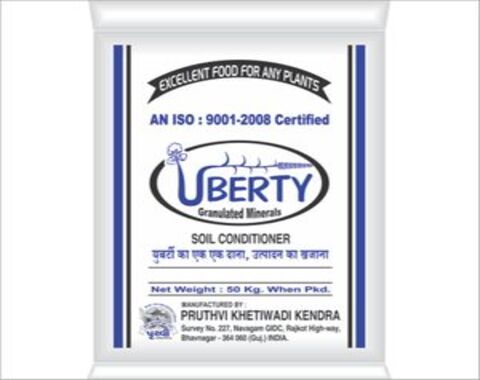 EXCELLENT FOOD FOR ANY PLANTS
AN ISO : 9001-2008 Certified
UBERTY
Granulated Minerals
SOIL CONDITIONER
युबर्टी का एक एक दाना, उत्पादन का खजाना
Net Weight : 50 Kg. When Pkd.
MANUFACTURED BY :
PRUTHVI KHETIWADI KENDRA
Survey No. 227, Navagam GIDC, Rajkot High-way,
Bhavnagar - 364 060 (Guj.) INDIA.
પૃથ્વી